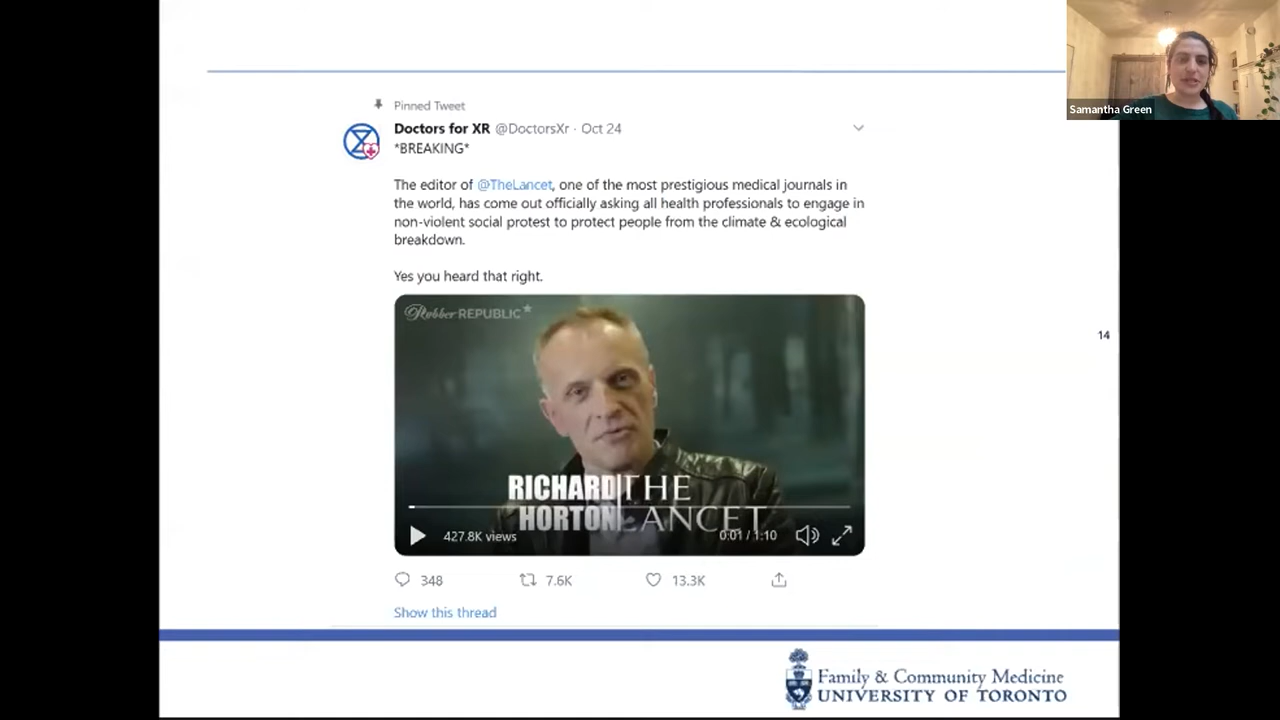 Samantha Green
Pinned Tweet
Doctors for XR @DoctorsXr · Oct 24
*BREAKING*
The editor of @TheLancet, one of the most prestigious medical journals in
the world, has come out officially asking all health professionals to engage in
non-violent social protest to protect people from the climate & ecological
breakdown.
Yes you heard that right.
Rubber REPUBLIC
RICHARD THE
HORTON LANCET
427.8K views
0:01 / 1:10
348
7.6K
13.3K
Show this thread
14
Family & Community Medicine
UNIVERSITY OF TORONTO